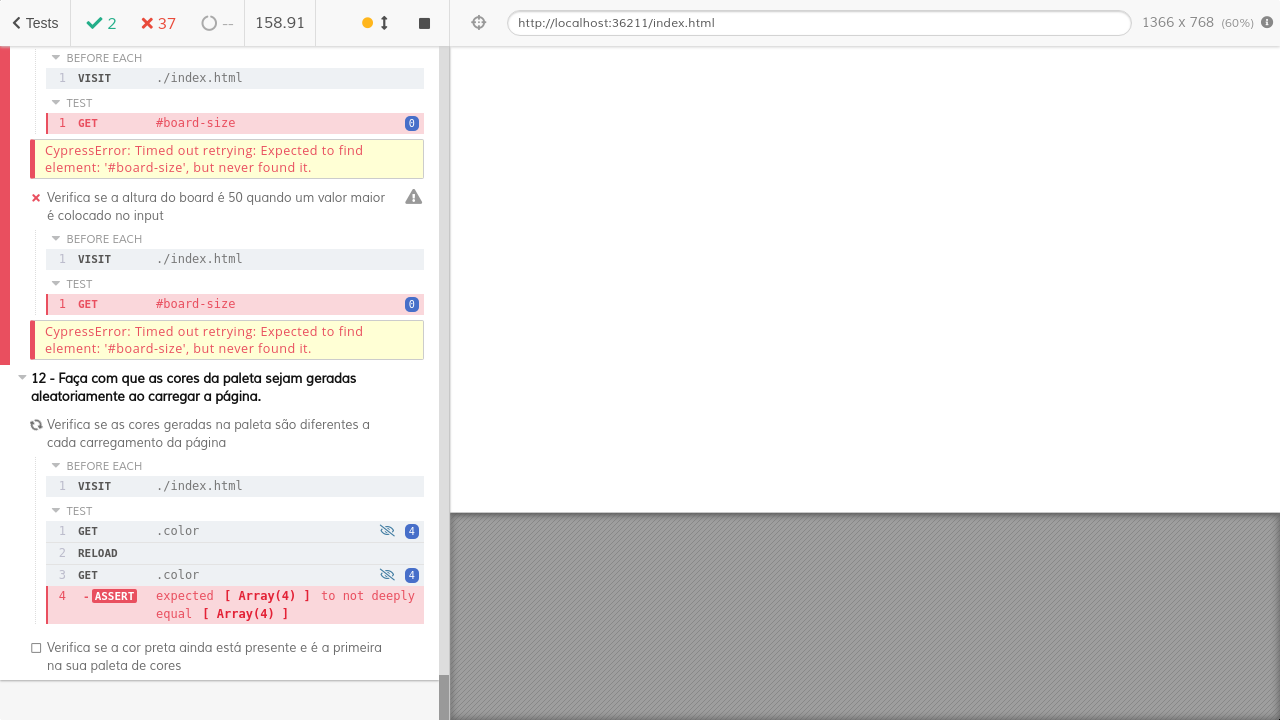 Tests 2 37 -- 158.91 http://localhost:36211/index.html 1366 x 768 (60%)
BEFORE EACH
1 VISIT ./index.html
TEST
1 GET #board-size 0
CypressError: Timed out retrying: Expected to find
element: '#board-size', but never found it.
Verifica se a altura do board é 50 quando um valor maior
é colocado no input
BEFORE EACH
1 VISIT ./index.html
TEST
1 GET #board-size 0
CypressError: Timed out retrying: Expected to find
element: '#board-size', but never found it.
12 - Faça com que as cores da paleta sejam geradas
aleatoriamente ao carregar a página.
Verifica se as cores geradas na paleta são diferentes a
cada carregamento da página
BEFORE EACH
1 VISIT ./index.html
TEST
1 GET .color 4
2 RELOAD
3 GET .color 4
4 -ASSERT expected [ Array(4) ] to not deeply
equal [ Array(4) ]
Verifica se a cor preta ainda está presente e é a primeira
na sua paleta de cores